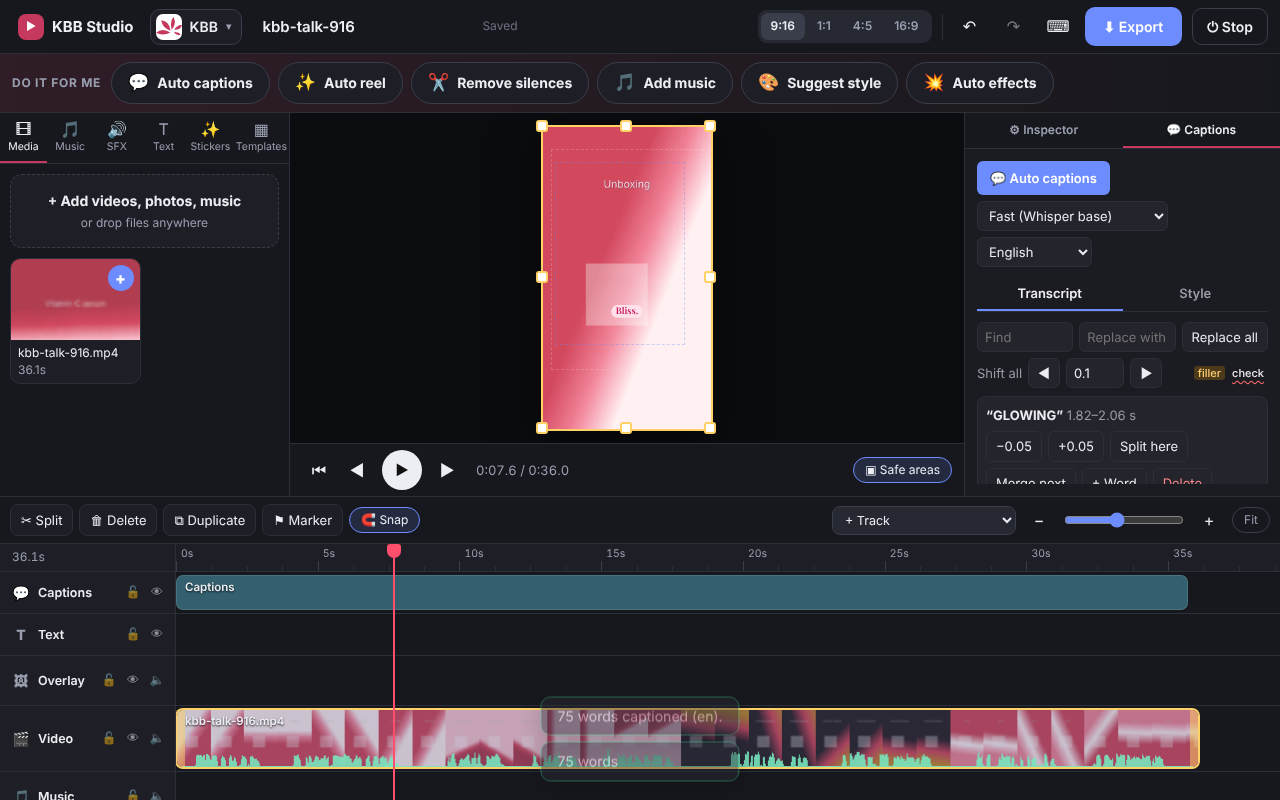 KBB Studio
KBB
kbb-talk-916
Saved
9:16 1:1 4:5 16:9
Export
Stop
DO IT FOR ME
Auto captions
Auto reel
Remove silences
Add music
Suggest style
Auto effects
Media
Music
SFX
Text
Stickers
Templates
+ Add videos, photos, music
or drop files anywhere
Vitamin C serum
kbb-talk-916.mp4
36.1s
Unboxing
Bliss.
0:07.6 / 0:36.0
Safe areas
Inspector
Captions
Auto captions
Fast (Whisper base)
English
Transcript
Style
Find
Replace with
Replace all
Shift all
0.1
filler
check
“GLOWING” 1.82–2.06 s
−0.05
+0.05
Split here
Merge next
+ Word
Delete
Split
Delete
Duplicate
Marker
Snap
+ Track
Fit
36.1s
0s 5s 10s 15s 20s 25s 30s 35s
Captions
Captions
Text
Overlay
Video
kbb-talk-916.mp4
75 words captioned (en).
75 words
Music